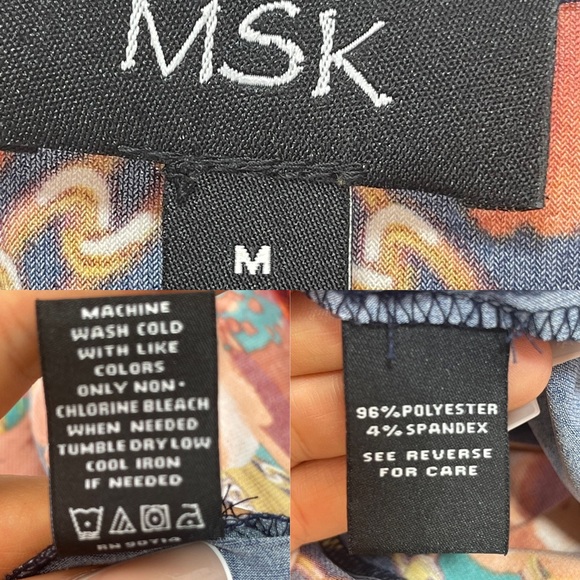 MSK
M
MACHINE
WASH COLD
WITH LIKE
COLORS
ONLY NON-
CHLORINE BLEACH
WHEN NEEDED
TUMBLE DRY LOW
COOL IRON
IF NEEDED
96% POLYESTER
4% SPANDEX
SEE REVERSE
FOR CARE